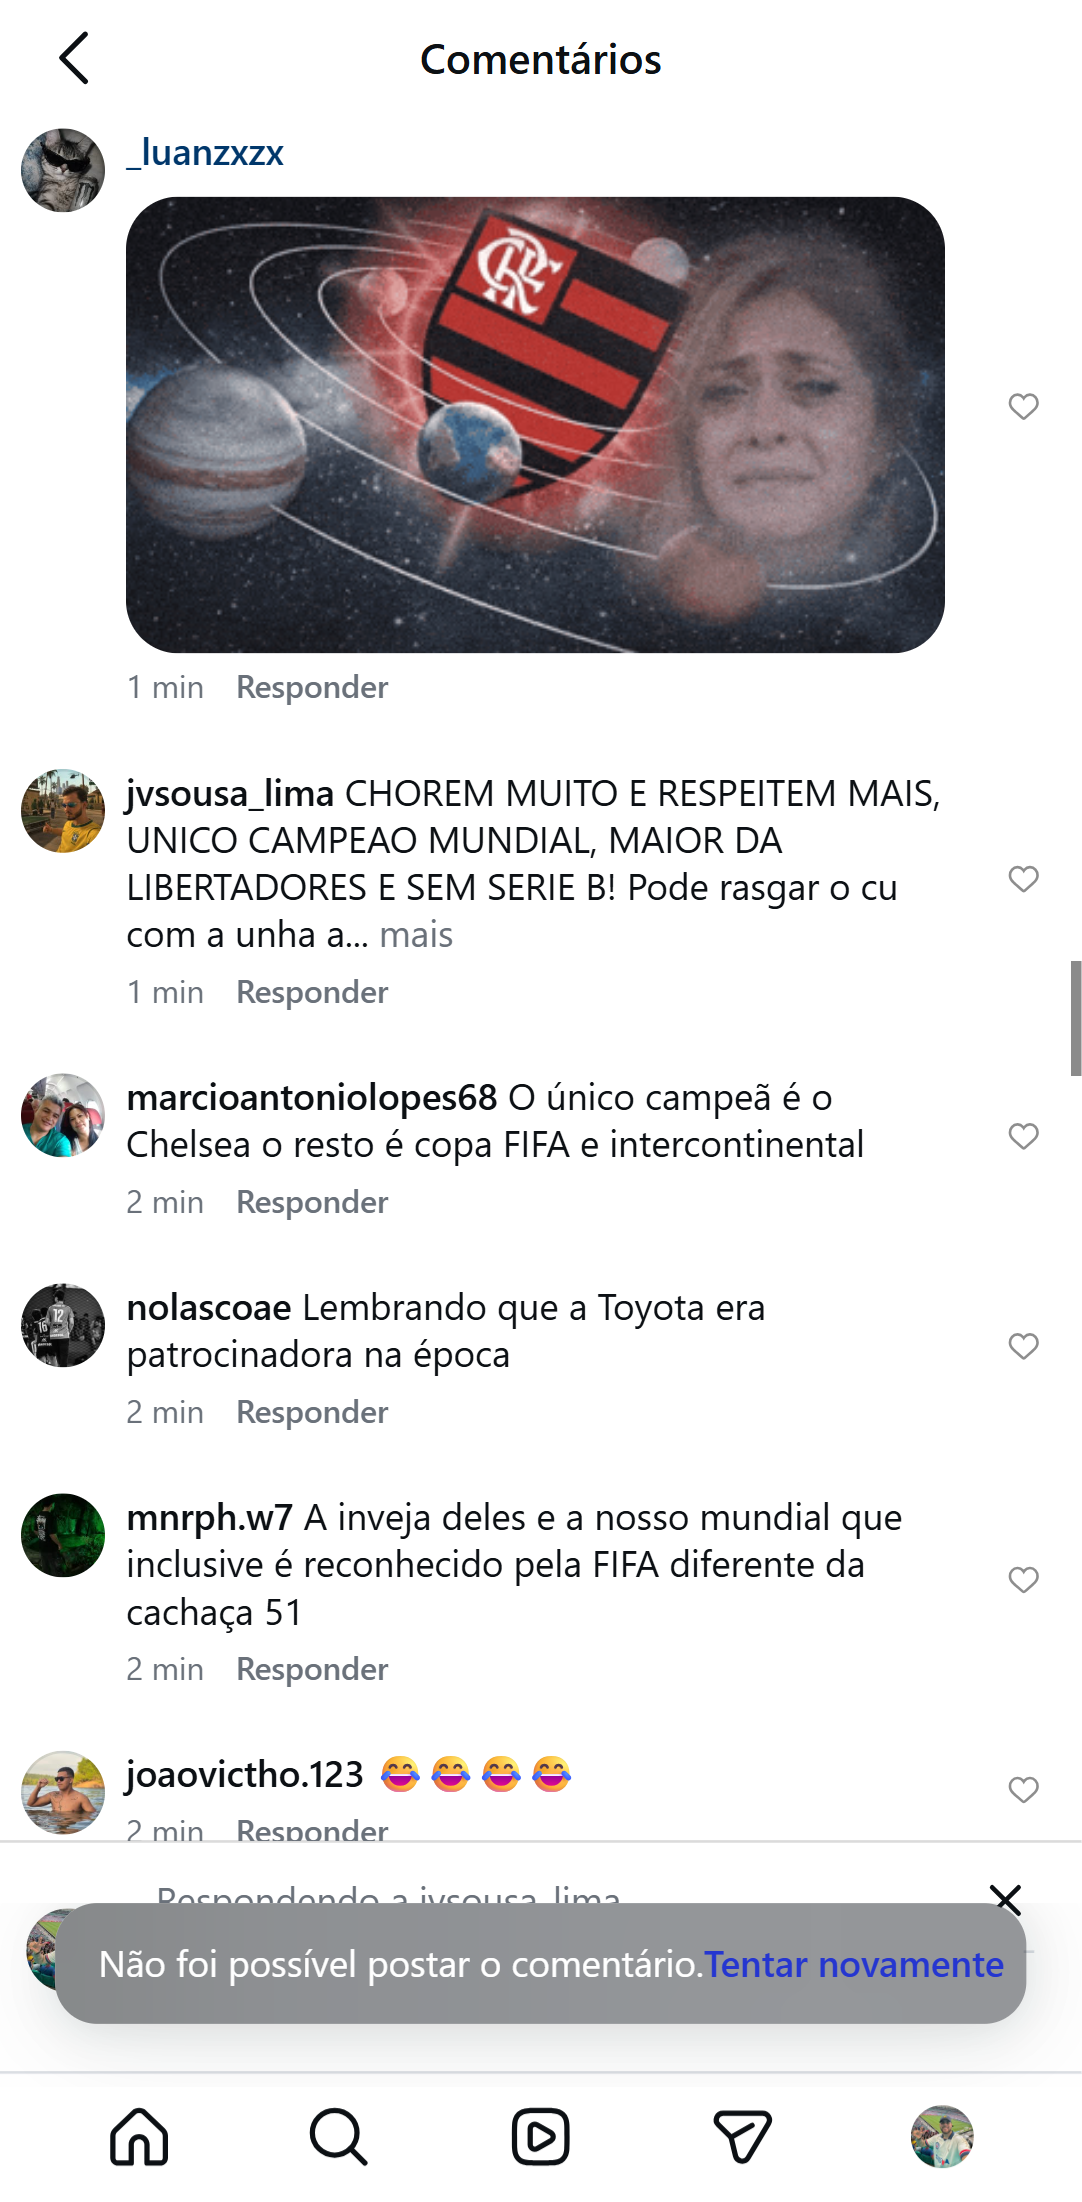 Comentários
_luanzxzx
CRF
1 min Responder
jvsousa_lima CHOREM MUITO E RESPEITEM MAIS,
UNICO CAMPEAO MUNDIAL, MAIOR DA
LIBERTADORES E SEM SERIE B! Pode rasgar o cu
com a unha a... mais
1 min Responder
marcioantoniolopes68 O único campeã é o
Chelsea o resto é copa FIFA e intercontinental
2 min Responder
12
nolascoae Lembrando que a Toyota era
patrocinadora na época
2 min Responder
mnrph.w7 A inveja deles e a nosso mundial que
inclusive é reconhecido pela FIFA diferente da
cachaça 51
2 min Responder
joaovictho.123 😂😂😂😂
2 min Responder
Respondendo a jvsousa_lima
Não foi possível postar o comentário.Tentar novamente